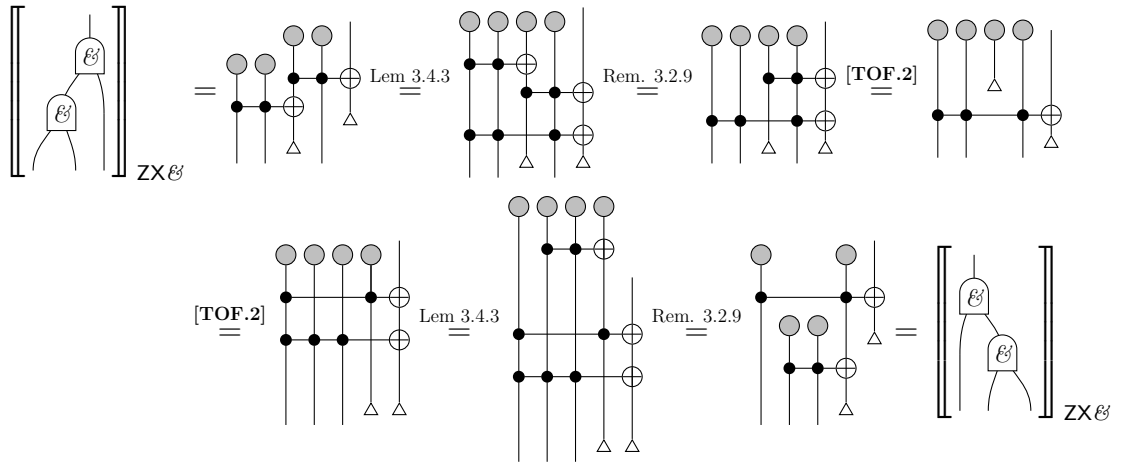 &
&
ZX&
= Lem 3.4.3 = Rem. 3.2.9 = [TOF.2] =
[TOF.2] = Lem 3.4.3 = Rem. 3.2.9 = =
&
&
ZX&